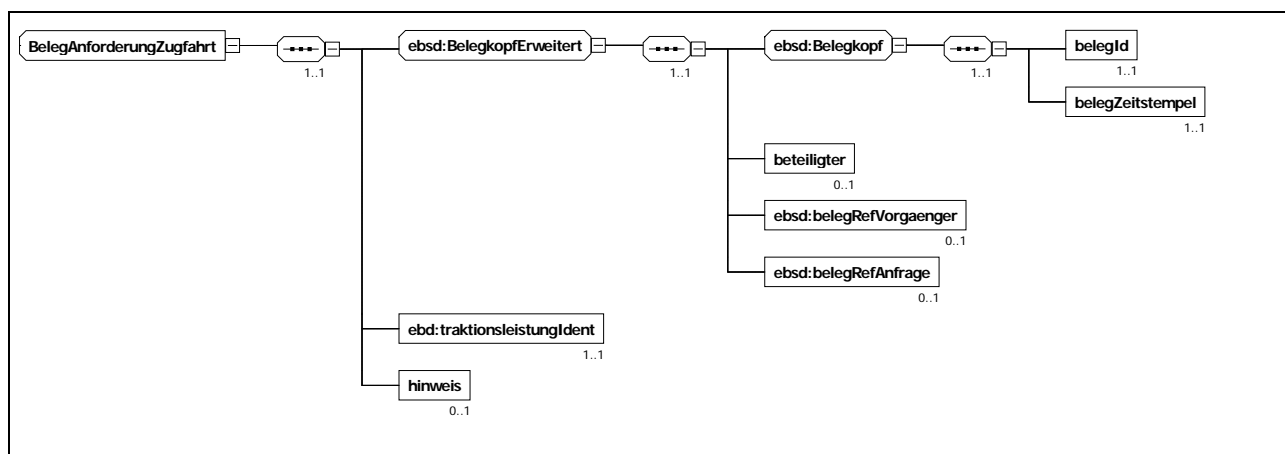 BelegAnforderungZugfahrt
1..1
ebsd:BelegkopfErweitert
1..1
ebsd:Belegkopf
1..1
belegId
1..1
belegZeitstempel
1..1
beteiligter
0..1
ebsd:belegRefVorgaenger
0..1
ebsd:belegRefAnfrage
0..1
ebd:traktionsleistungIdent
1..1
hinweis
0..1